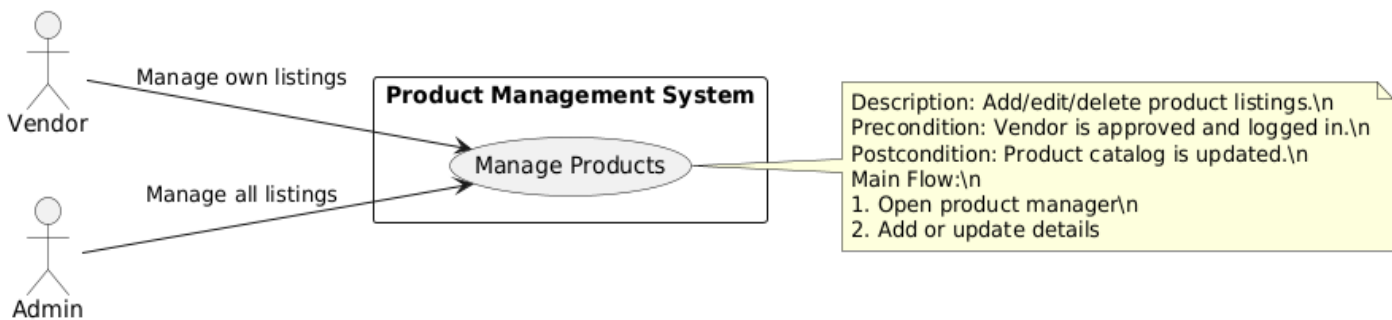 Vendor
Manage own listings
Admin
Manage all listings
Product Management System
Manage Products
Description: Add/edit/delete product listings.\n
Precondition: Vendor is approved and logged in.\n
Postcondition: Product catalog is updated.\n
Main Flow:\n
1. Open product manager\n
2. Add or update details